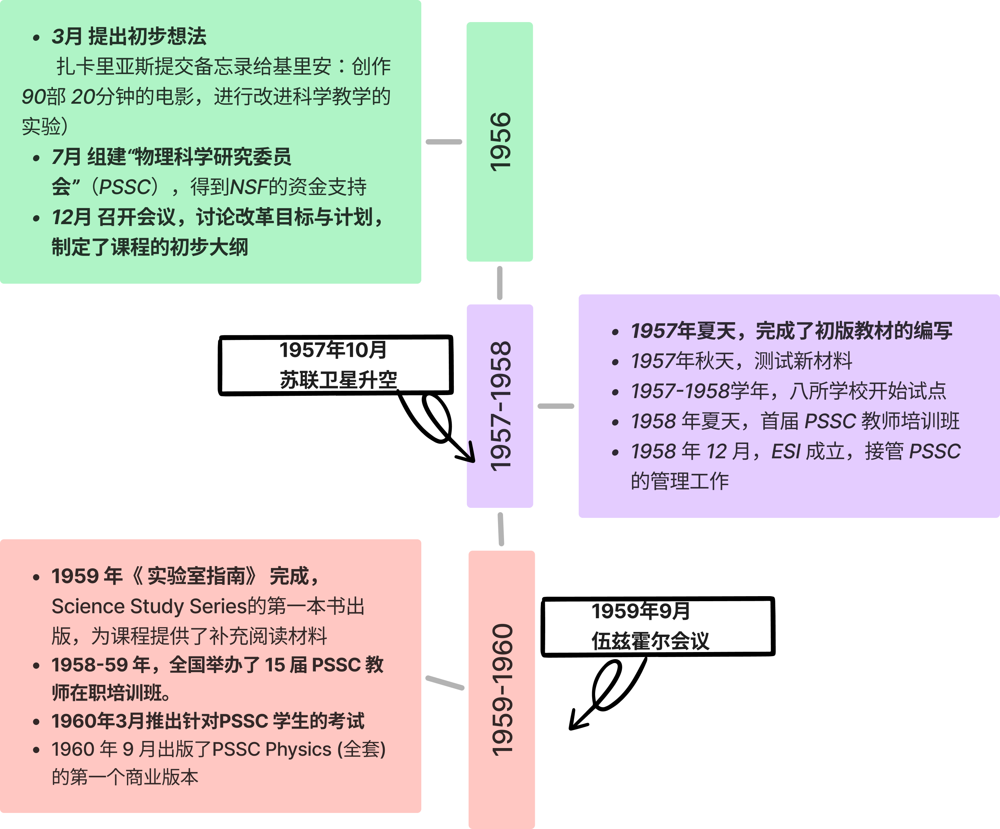 • 3月 提出初步想法
扎卡里亚斯提交备忘录给基里安：创作
90部 20分钟的电影，进行改进科学教学的
实验）
• 7月 组建“物理科学研究委员
会”（PSSC），得到NSF的资金支持
• 12月 召开会议，讨论改革目标与计划，
制定了课程的初步大纲
1956
1957年10月
苏联卫星升空
1957-1958
• 1957年夏天，完成了初版教材的编写
• 1957年秋天，测试新材料
• 1957-1958学年，八所学校开始试点
• 1958 年夏天，首届 PSSC 教师培训班
• 1958 年 12 月，ESI 成立，接管 PSSC
的管理工作
• 1959 年《 实验室指南》 完成，
Science Study Series的第一本书出
版，为课程提供了补充阅读材料
• 1958-59 年，全国举办了 15 届 PSSC 教
师在职培训班。
• 1960年3月推出针对PSSC 学生的考试
• 1960 年 9 月出版了PSSC Physics (全套)
的第一个商业版本
1959-1960
1959年9月
伍兹霍尔会议